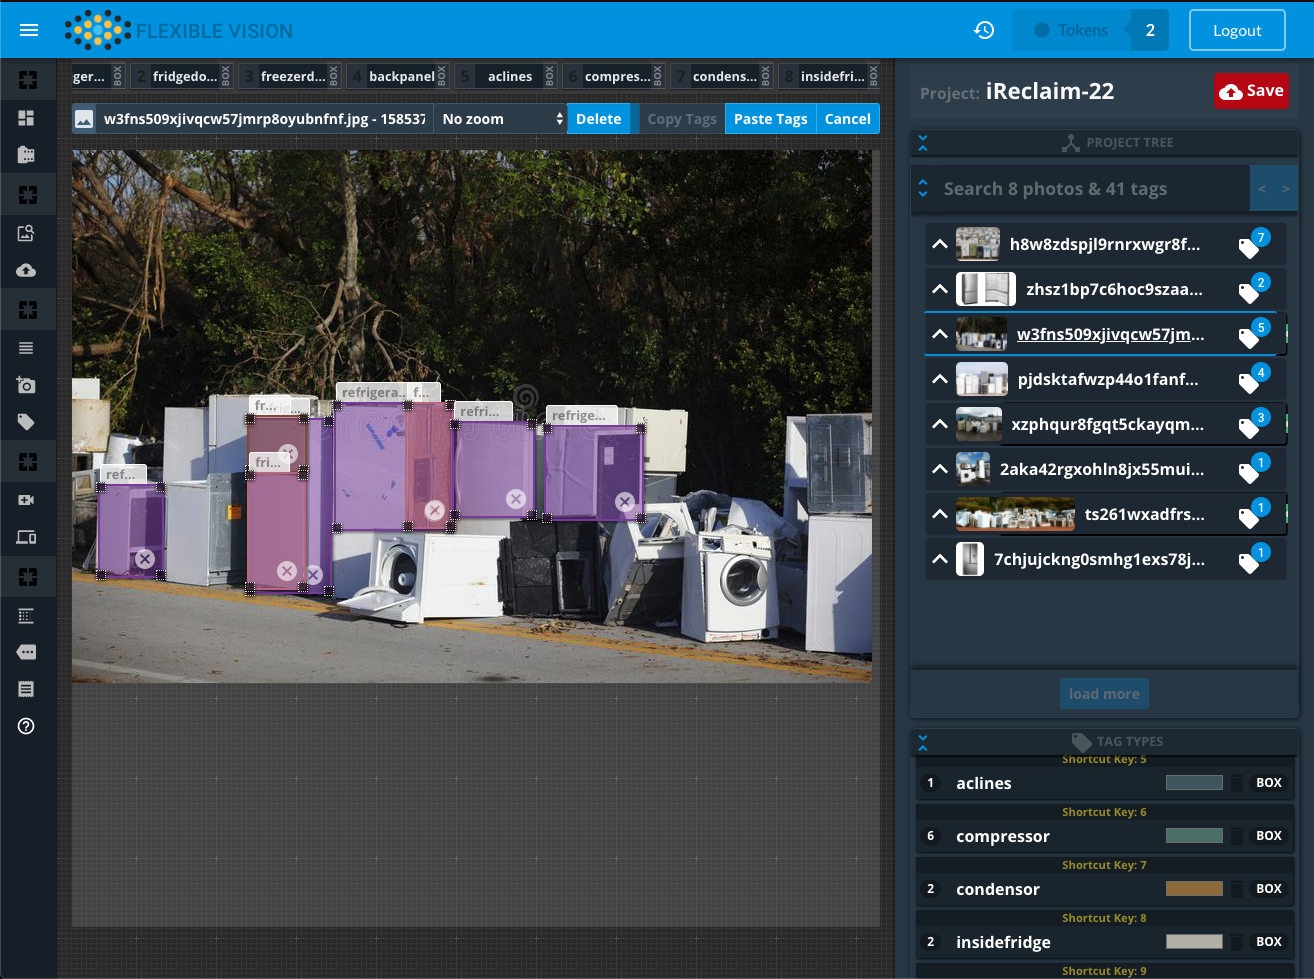 FLEXIBLE VISION
Tokens 2
Logout
ger... BOX 2 fridgedo... BOX 3 freezerd... BOX 4 backpanel BOX 5 aclines BOX 6 compres... BOX 7 condens... BOX 8 insidefri... BOX
w3fns509xjivqcw57jmrp8oyubnfnf.jpg - 158537
No zoom
Delete
Copy Tags
Paste Tags
Cancel
refrigera... f...
fr...
refri...
refrige...
fri...
ref...
Project: iReclaim-22
Save
PROJECT TREE
Search 8 photos & 41 tags
< >
h8w8zdspjl9rnrxwgr8f... 7
zhsz1bp7c6hoc9szaa... 2
w3fns509xjivqcw57jm... 5
pjdsktafwzp44o1fanf... 4
xzphqur8fgqt5ckayqm... 3
2aka42rgxohln8jx55mui... 1
ts261wxadfrs... 1
7chjujckng0smhg1exs78j... 1
load more
TAG TYPES
Shortcut Key: 5
1 aclines BOX
Shortcut Key: 6
6 compressor BOX
Shortcut Key: 7
2 condensor BOX
Shortcut Key: 8
2 insidefridge BOX
Shortcut Key: 9